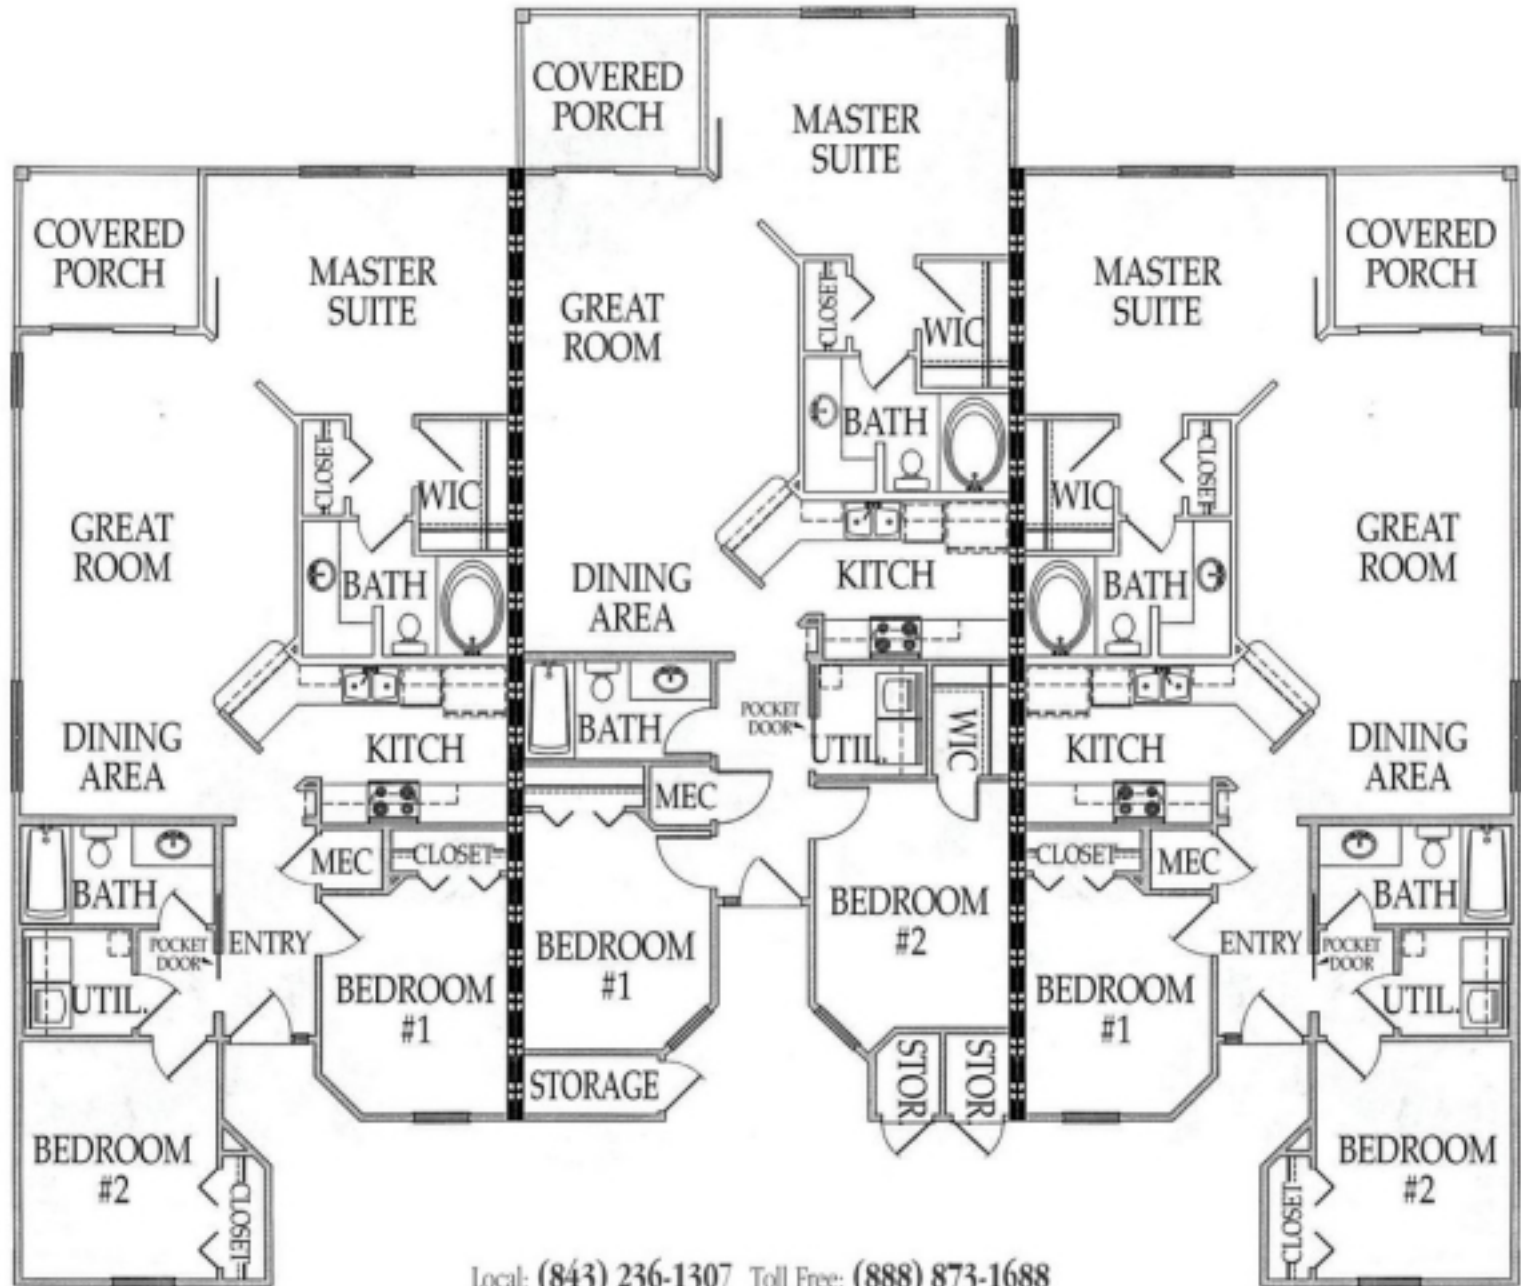 COVERED
PORCH
MASTER
SUITE
GREAT
ROOM
CLOSET
WIC
BATH
DINING
AREA
KITCH
BATH
MEC
CLOSET
POCKET
DOOR
ENTRY
UTIL.
BEDROOM
#1
BEDROOM
#2
CLOSET
COVERED
PORCH
MASTER
SUITE
GREAT
ROOM
CLOSET
WIC
BATH
DINING
AREA
KITCH
BATH
POCKET
DOOR
UTIL.
WIC
MEC
BEDROOM
#1
BEDROOM
#2
STORAGE
STOR
STOR
MASTER
SUITE
COVERED
PORCH
WIC
CLOSET
GREAT
ROOM
BATH
KITCH
DINING
AREA
CLOSET
MEC
BATH
ENTRY
POCKET
DOOR
UTIL.
BEDROOM
#1
BEDROOM
#2
CLOSET
Local: (843) 236-1307 Toll Free: (888) 873-1688